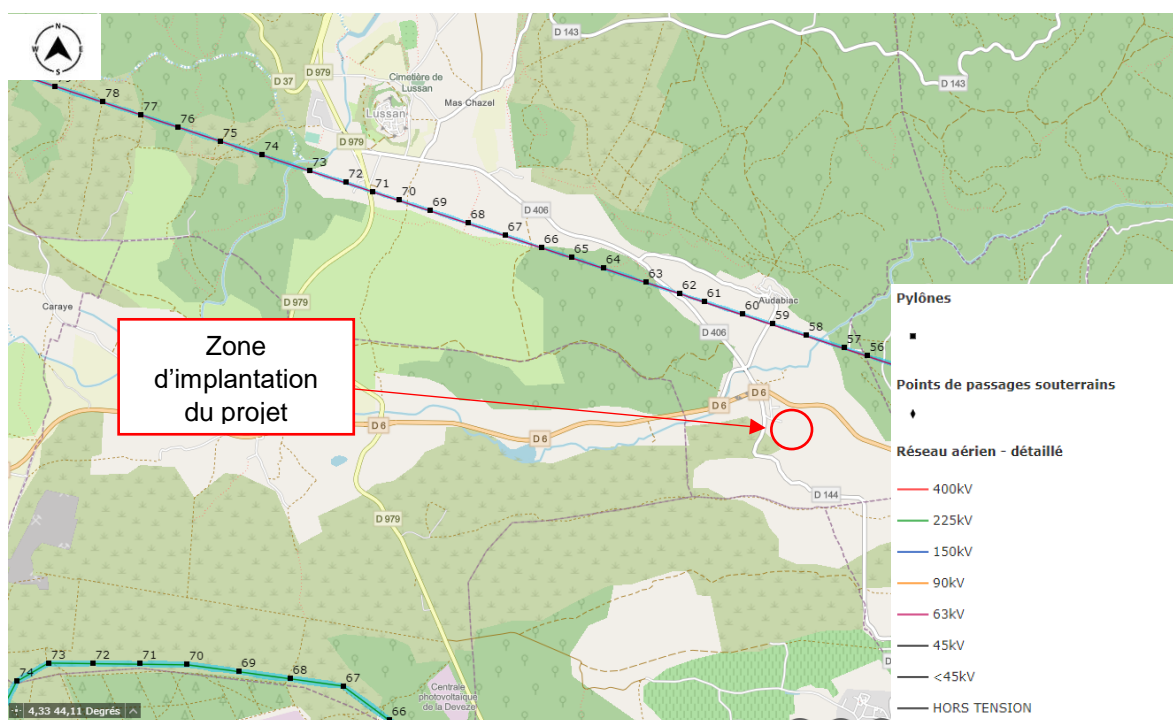 N
W E
S
D 143
D 979
D 37
D 143
Cimetière de
Lussan
Mas Chazel
Lussan
D 979
78
77
76
75
74
73
72
71
70
69
68
67
66
65
64
63
62
61
60
59
58
57
56
D 406
Audabiac
D 406
Caraye
D 979
Zone
d'implantation
du projet
D 6
D 6
D 6
D 6
D 144
D 979
Pylônes
Points de passages souterrains
Réseau aérien - détaillé
400kV
225kV
150kV
90kV
63kV
45kV
<45kV
HORS TENSION
74
73
72
71
70
69
68
67
66
Centrale
photovoltaïque
de la Devèze
4,33 44,11 Degrés